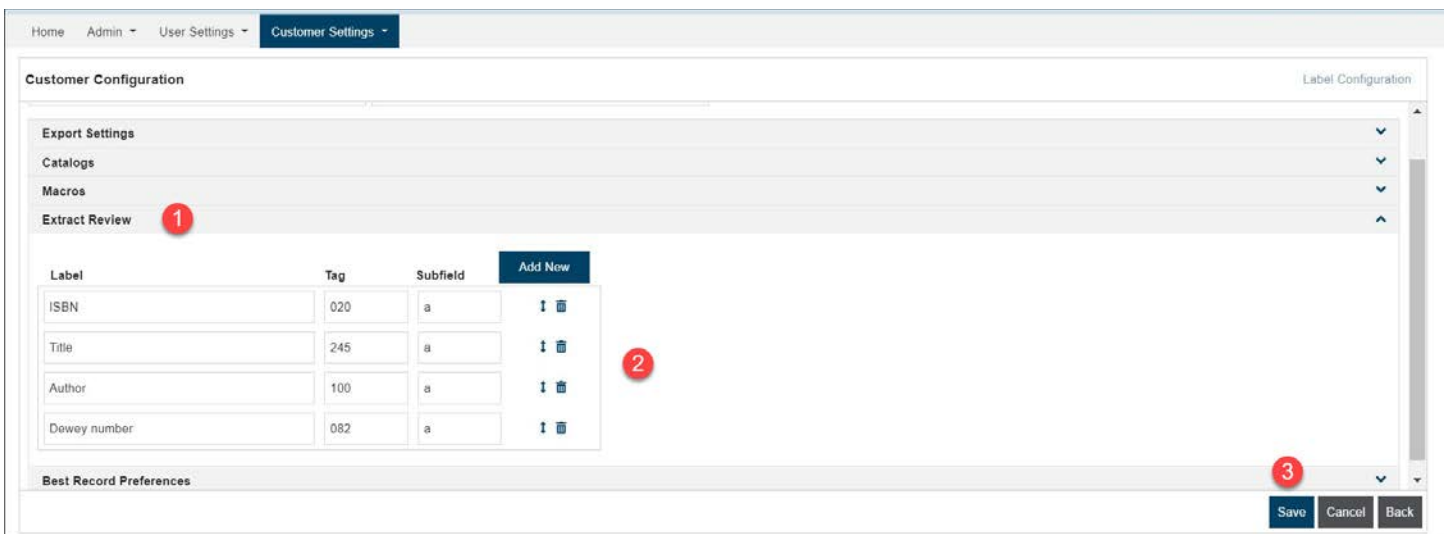 Home Admin User Settings Customer Settings
Customer Configuration Label Configuration
Export Settings
Catalogs
Macros
Extract Review 1
Label Tag Subfield Add New
ISBN 020 a
Title 245 a
2
Author 100 a
Dewey number 082 a
Best Record Preferences 3
Save Cancel Back